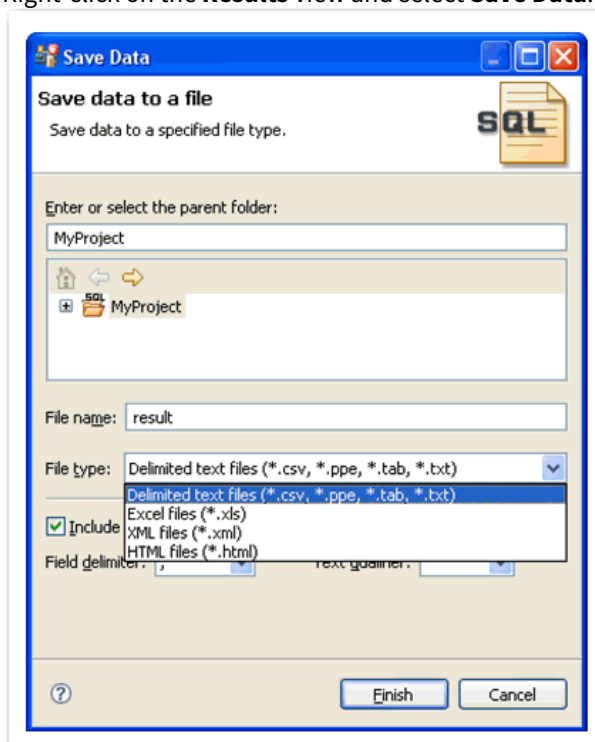 Right-click on the Results view and select Save Data.
Save Data
Save data to a file
Save data to a specified file type.
SQL
Enter or select the parent folder:
MyProject
SQL
MyProject
File name: result
File type: Delimited text files (*.csv, *.ppe, *.tab, *.txt)
Delimited text files (*.csv, *.ppe, *.tab, *.txt)
Excel files (*.xls)
Include
XML files (*.xml)
HTML files (*.html)
Field delimiter: , Text qualifier:
? Finish Cancel